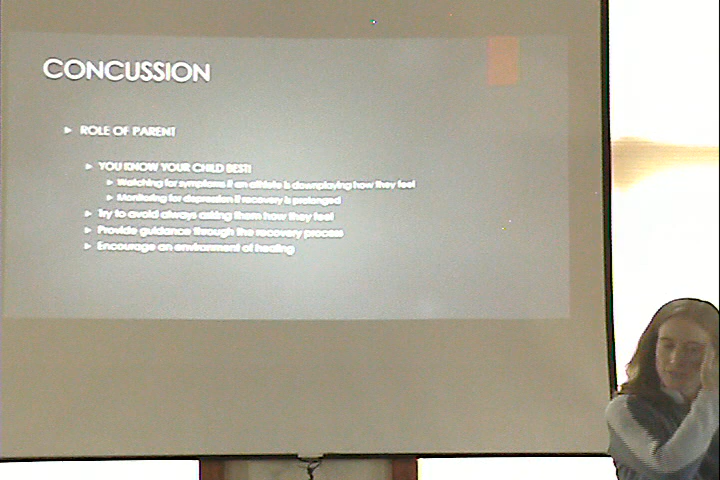 CONCUSSION
ROLE OF PARENT
YOU KNOW YOUR CHILD BEST!
Watching for symptoms if an athlete is downplaying how they feel
Monitoring for depression if recovery is prolonged
Try to avoid always asking them how they feel
Provide guidance through the recovery process
Encourage an environment of healing